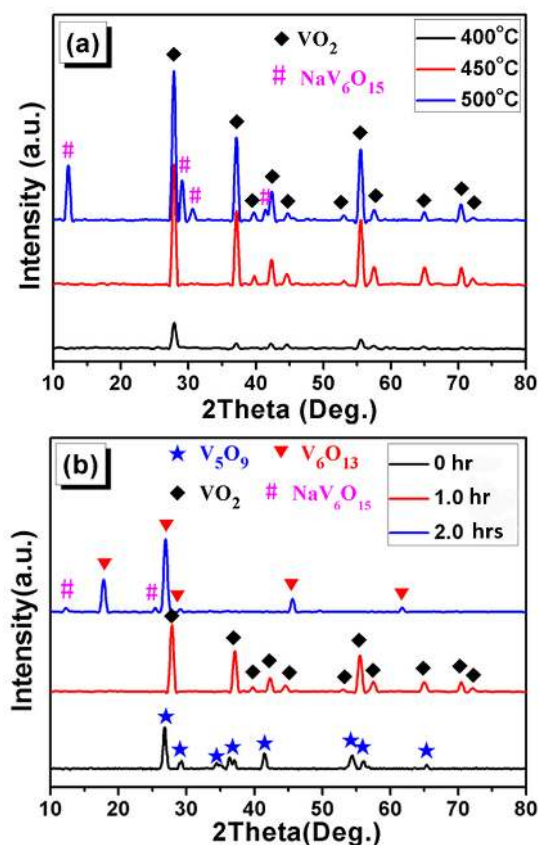 (a)
◆ VO₂
# NaV₆O₁₅
400°C
450°C
500°C
# # # #
Intensity (a.u.)
10 20 30 40 50 60 70 80
2Theta (Deg.)
(b)
★ V₅O₉ ▼ V₆O₁₃
◆ VO₂ # NaV₆O₁₅
0 hr
1.0 hr
2.0 hrs
# #
Intensity(a.u.)
10 20 30 40 50 60 70 80
2Theta(Deg.)